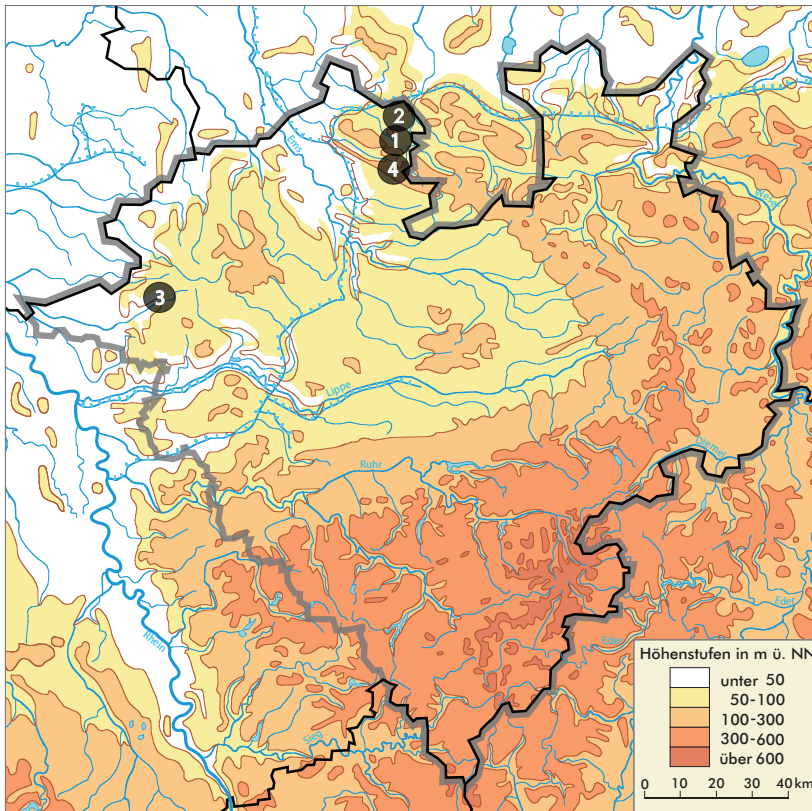 2
1
4
3
Ems
Weser
Lippe
Diemel
Ruhr
Eder
Eder
Rhein
Sieg
Höhenstufen in m ü. NN
unter 50
50-100
100-300
300-600
über 600
0 10 20 40 km